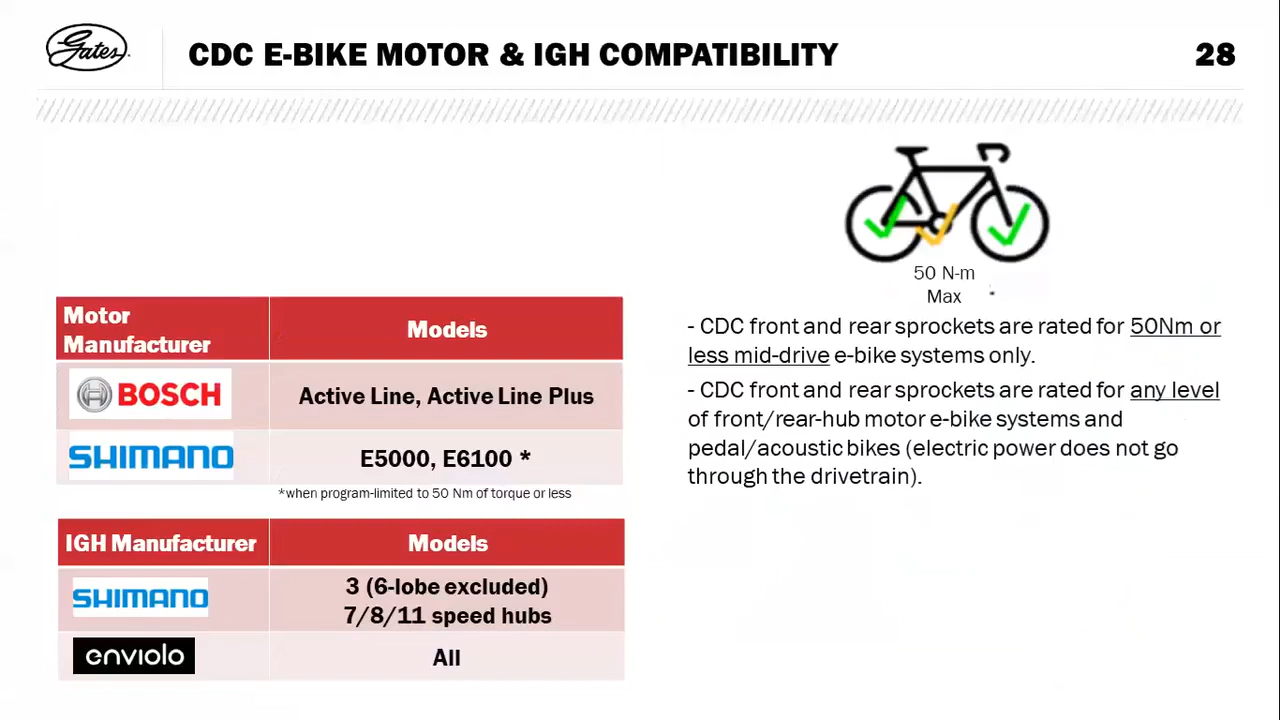 Gates
CDC E-BIKE MOTOR & IGH COMPATIBILITY
28
50 N-m
Max
Motor
Manufacturer
Models
BOSCH
Active Line, Active Line Plus
SHIMANO
E5000, E6100 *
*when program-limited to 50 Nm of torque or less
IGH Manufacturer
Models
SHIMANO
3 (6-lobe excluded)
7/8/11 speed hubs
enviolo
All
- CDC front and rear sprockets are rated for 50Nm or
less mid-drive e-bike systems only.
- CDC front and rear sprockets are rated for any level
of front/rear-hub motor e-bike systems and
pedal/acoustic bikes (electric power does not go
through the drivetrain).